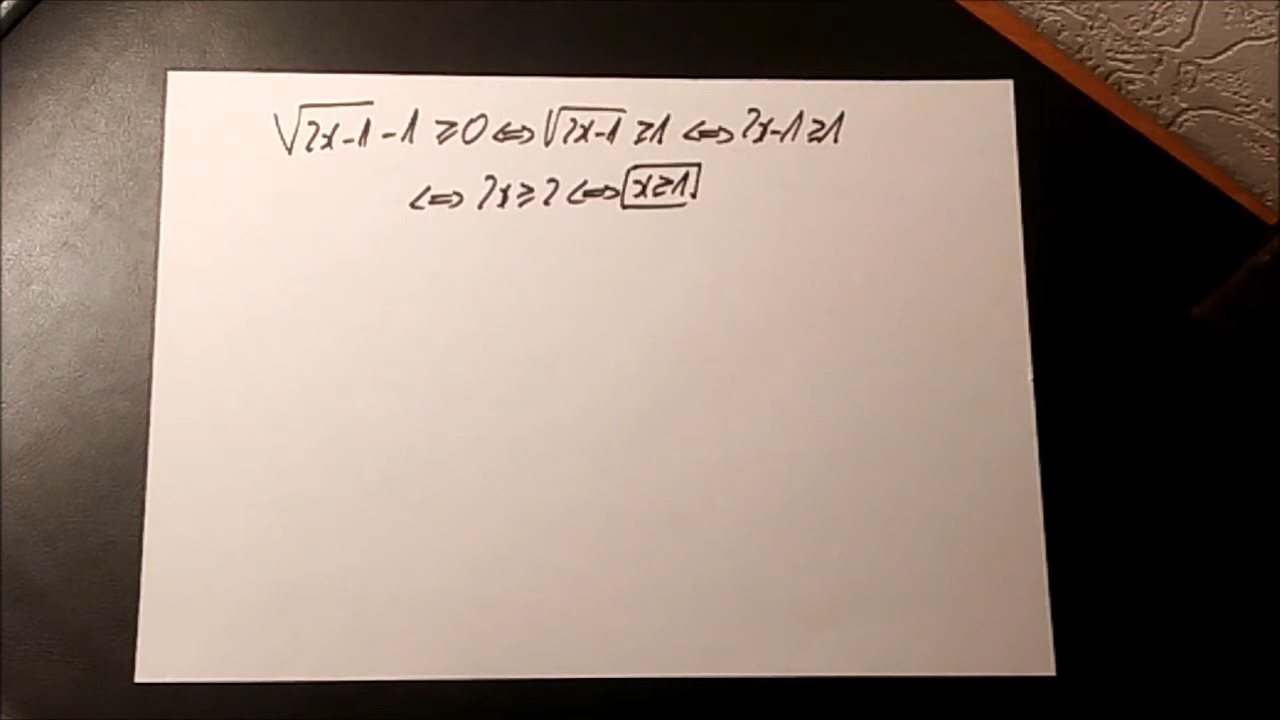 √(2x-1) - 1 ≥ 0 ⇔ √(2x-1) ≥ 1 ⇔ 2x-1 ≥ 1
⇔ 2x ≥ 2 ⇔ x ≥ 1